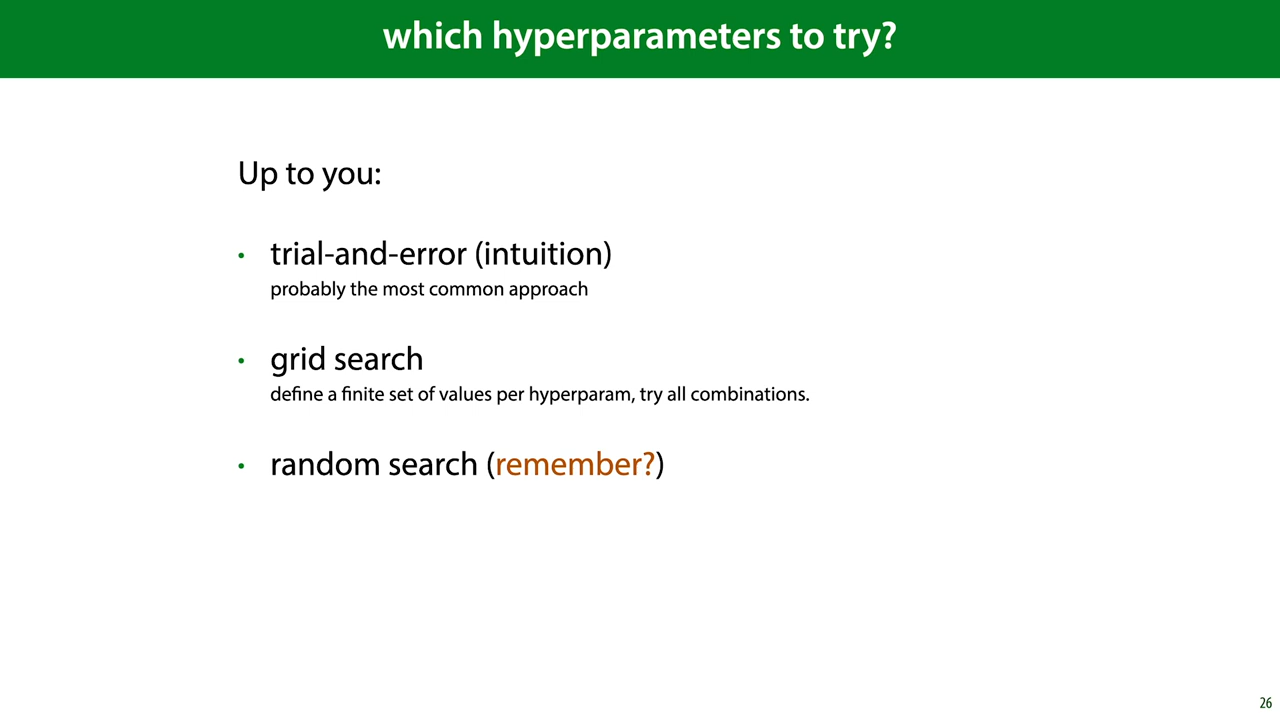 which hyperparameters to try?
Up to you:
• trial-and-error (intuition)
probably the most common approach
• grid search
define a finite set of values per hyperparam, try all combinations.
• random search (remember?)
26